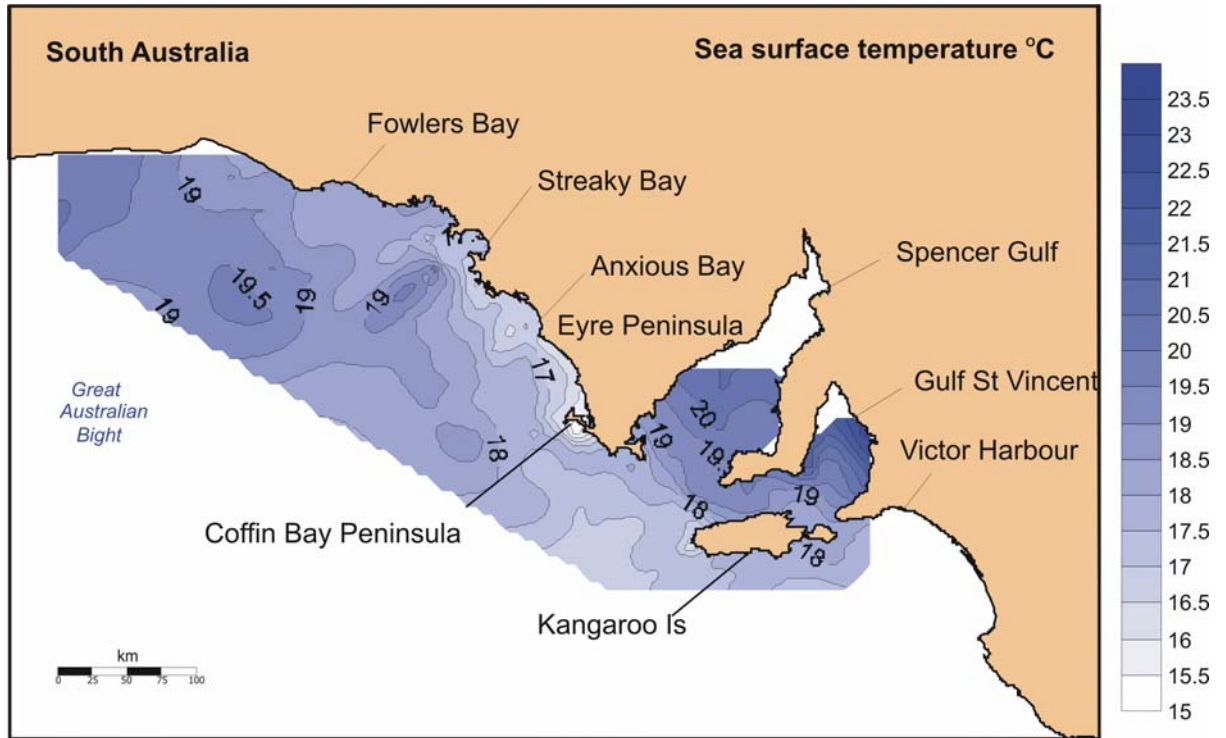 South Australia
Sea surface temperature °C
Fowlers Bay
Streaky Bay
Anxious Bay
Spencer Gulf
Eyre Peninsula
Gulf St Vincent
Victor Harbour
Great
Australian
Bight
Coffin Bay Peninsula
Kangaroo Is
19
19.5
19
19
19
17
17
18
20
19
19.
18
19
18
km
0 25 50 75 100
23.5
23
22.5
22
21.5
21
20.5
20
19.5
19
18.5
18
17.5
17
16.5
16
15.5
15